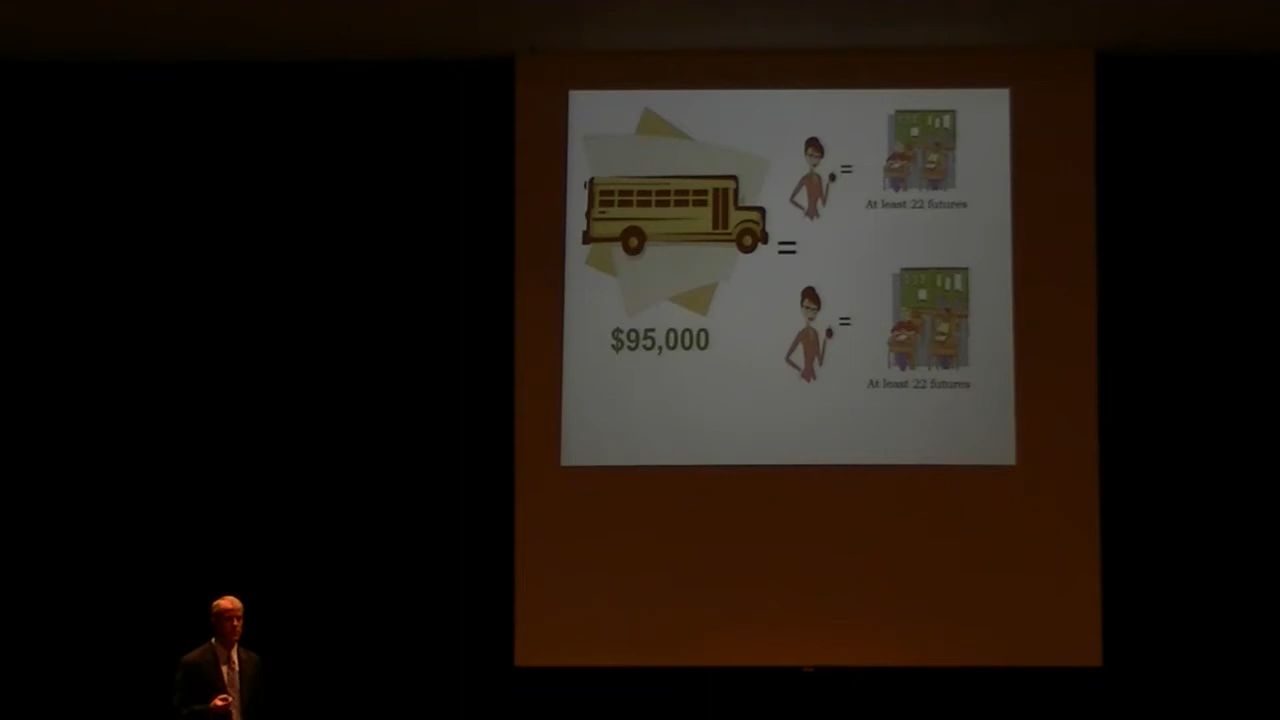 =
At least 22 futures
=
$95,000
=
At least 22 futures